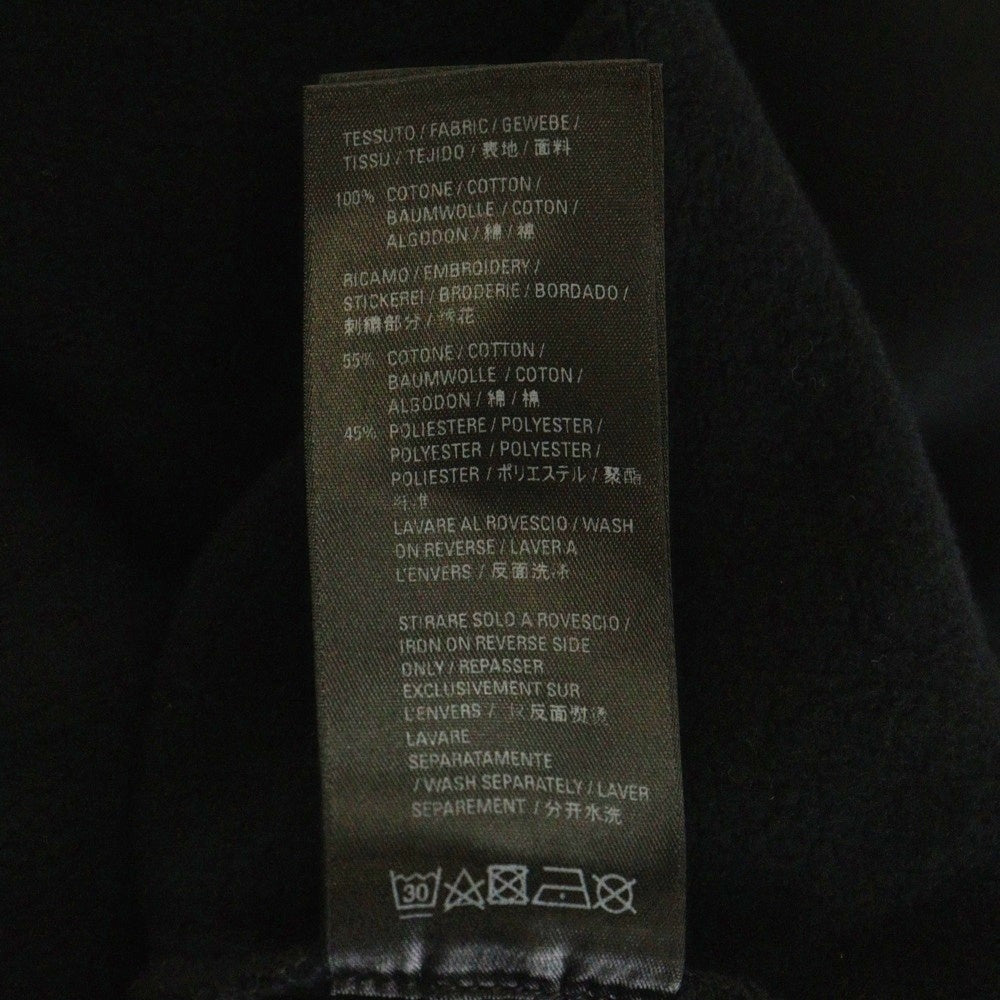 TESSUTO / FABRIC / GEWEBE /
TISSU / TEJIDO / 表地 / 面料
100% COTONE / COTTON /
BAUMWOLLE / COTON /
ALGODON / 綿 / 棉
RICAMO / EMBROIDERY /
STICKEREI / BRODERIE / BORDADO /
刺繍部分 / 绣花
55% COTONE / COTTON /
BAUMWOLLE / COTON /
ALGODON / 綿 / 棉
45% POLIESTERE / POLYESTER /
POLYESTER / POLYESTER /
POLIESTER / ポリエステル / 聚酯
LAVARE AL ROVESCIO / WASH
ON REVERSE / LAVER A
L'ENVERS / 反面洗涤
STIRARE SOLO A ROVESCIO /
IRON ON REVERSE SIDE
ONLY / REPASSER
EXCLUSIVEMENT SUR
L'ENVERS / 反面熨烫
LAVARE
SEPARATAMENTE
/ WASH SEPARATELY / LAVER
SEPAREMENT / 分开水洗
30